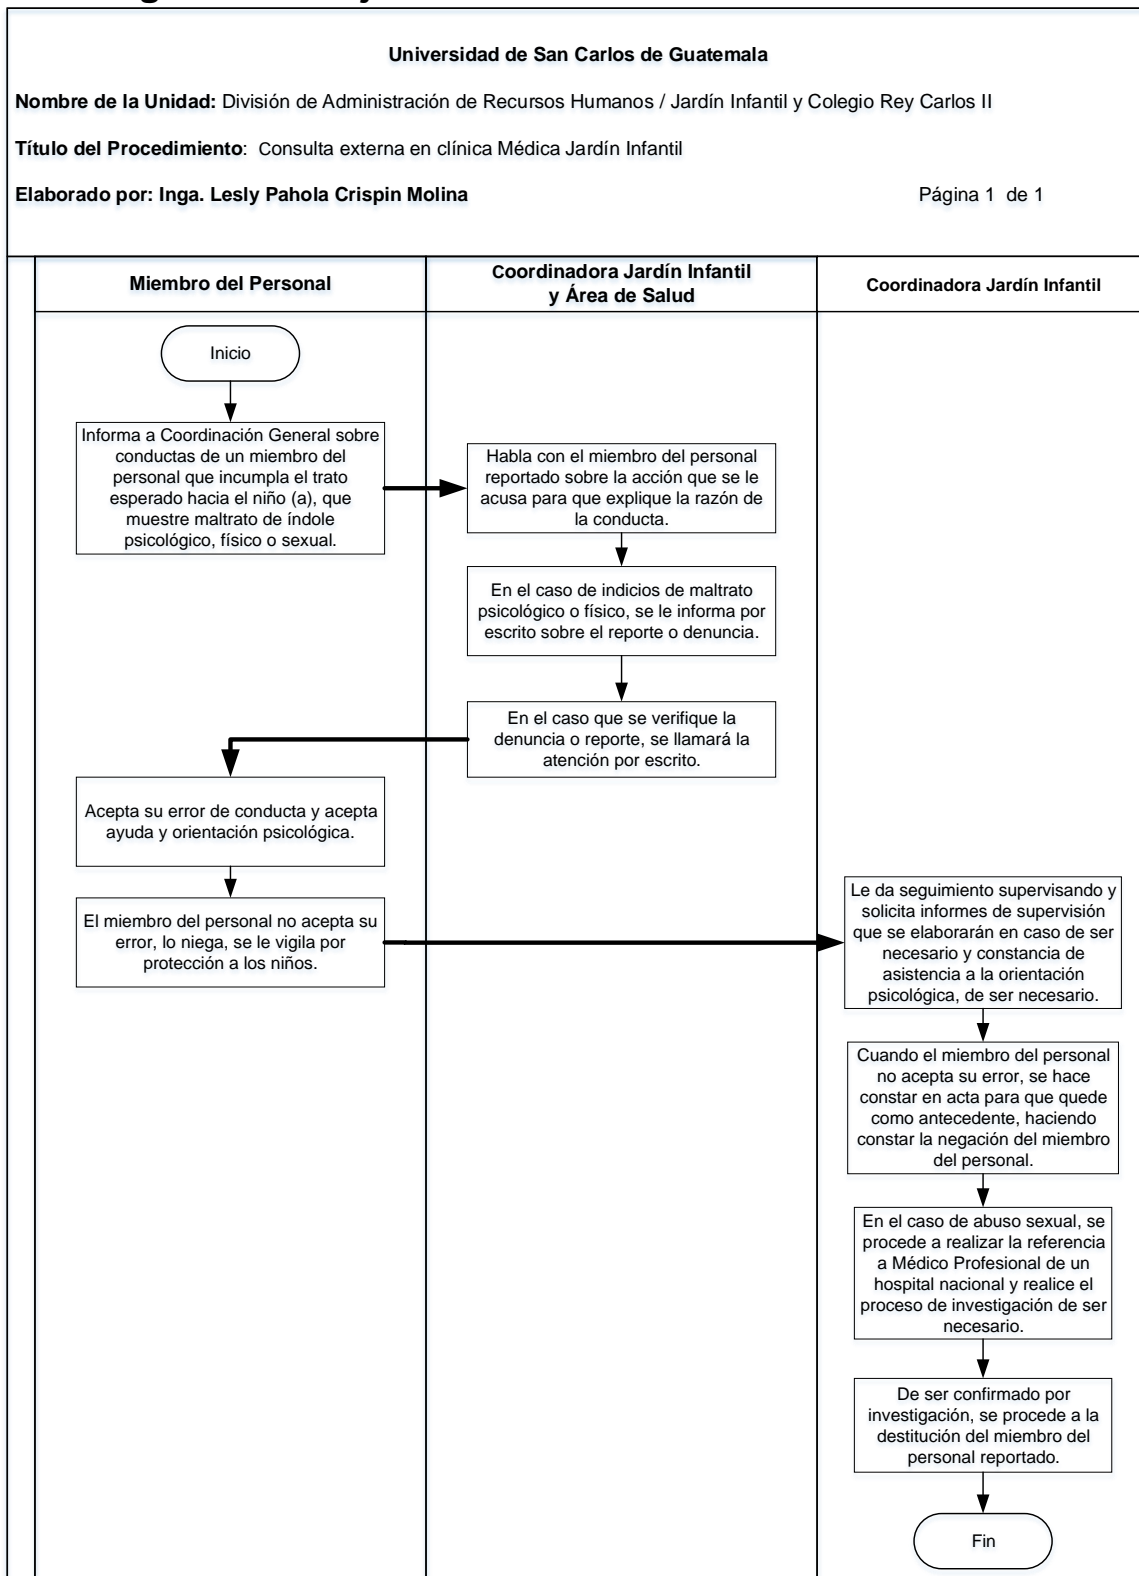 Universidad de San Carlos de Guatemala
Nombre de la Unidad: División de Administración de Recursos Humanos / Jardín Infantil y Colegio Rey Carlos II
Título del Procedimiento: Consulta externa en clínica Médica Jardín Infantil
Elaborado por: Inga. Lesly Pahola Crispin Molina
Página 1 de 1
Miembro del Personal
Coordinadora Jardín Infantil
y Área de Salud
Coordinadora Jardín Infantil
Inicio
Informa a Coordinación General sobre
conductas de un miembro del
personal que incumpla el trato
esperado hacia el niño (a), que
muestre maltrato de índole
psicológico, físico o sexual.
Habla con el miembro del personal
reportado sobre la acción que se le
acusa para que explique la razón de
la conducta.
En el caso de indicios de maltrato
psicológico o físico, se le informa por
escrito sobre el reporte o denuncia.
En el caso que se verifique la
denuncia o reporte, se llamará la
atención por escrito.
Acepta su error de conducta y acepta
ayuda y orientación psicológica.
El miembro del personal no acepta su
error, lo niega, se le vigila por
protección a los niños.
Le da seguimiento supervisando y
solicita informes de supervisión
que se elaborarán en caso de ser
necesario y constancia de
asistencia a la orientación
psicológica, de ser necesario.
Cuando el miembro del personal
no acepta su error, se hace
constar en acta para que quede
como antecedente, haciendo
constar la negación del miembro
del personal.
En el caso de abuso sexual, se
procede a realizar la referencia
a Médico Profesional de un
hospital nacional y realice el
proceso de investigación de ser
necesario.
De ser confirmado por
investigación, se procede a la
destitución del miembro del
personal reportado.
Fin